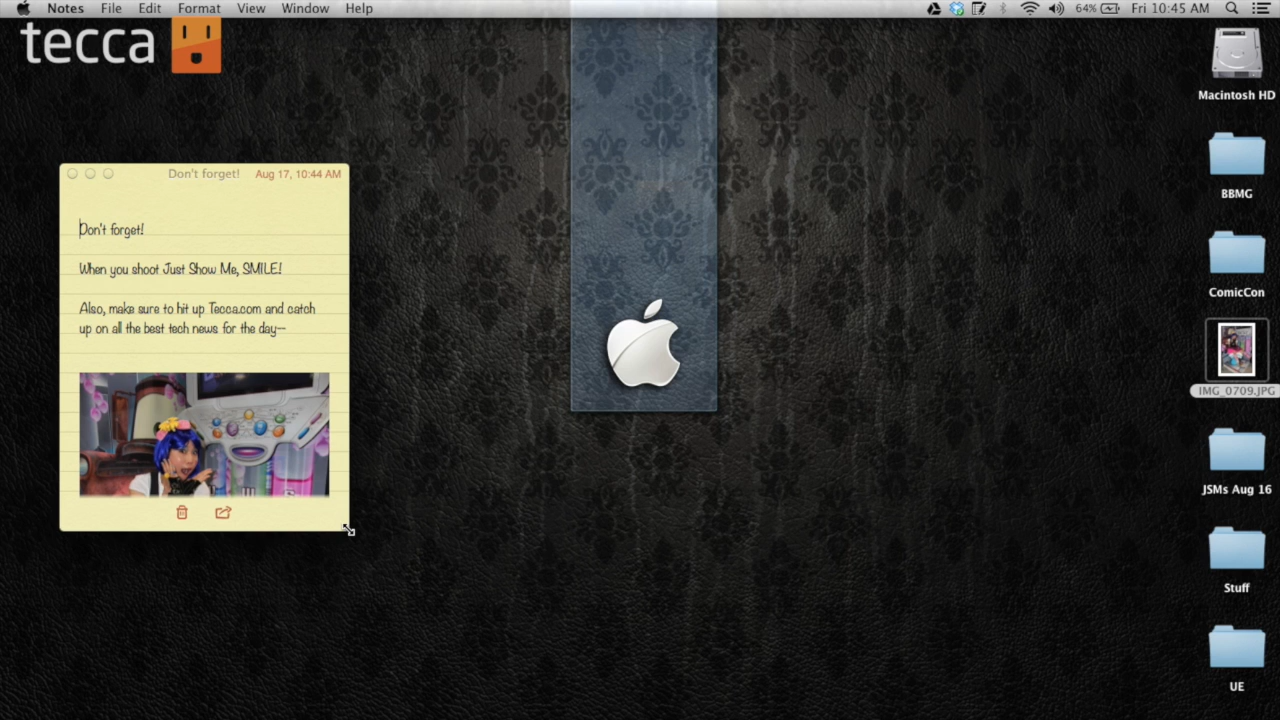 Notes File Edit Format View Window Help 64% Fri 10:45 AM
tecca
Macintosh HD
BBMG
Don't forget! Aug 17, 10:44 AM
Don't forget!
When you shoot Just Show Me, SMILE!
Also, make sure to hit up Tecca.com and catch
up on all the best tech news for the day--
ComicCon
IMG_0709.JPG
JSMs Aug 16
Stuff
UE